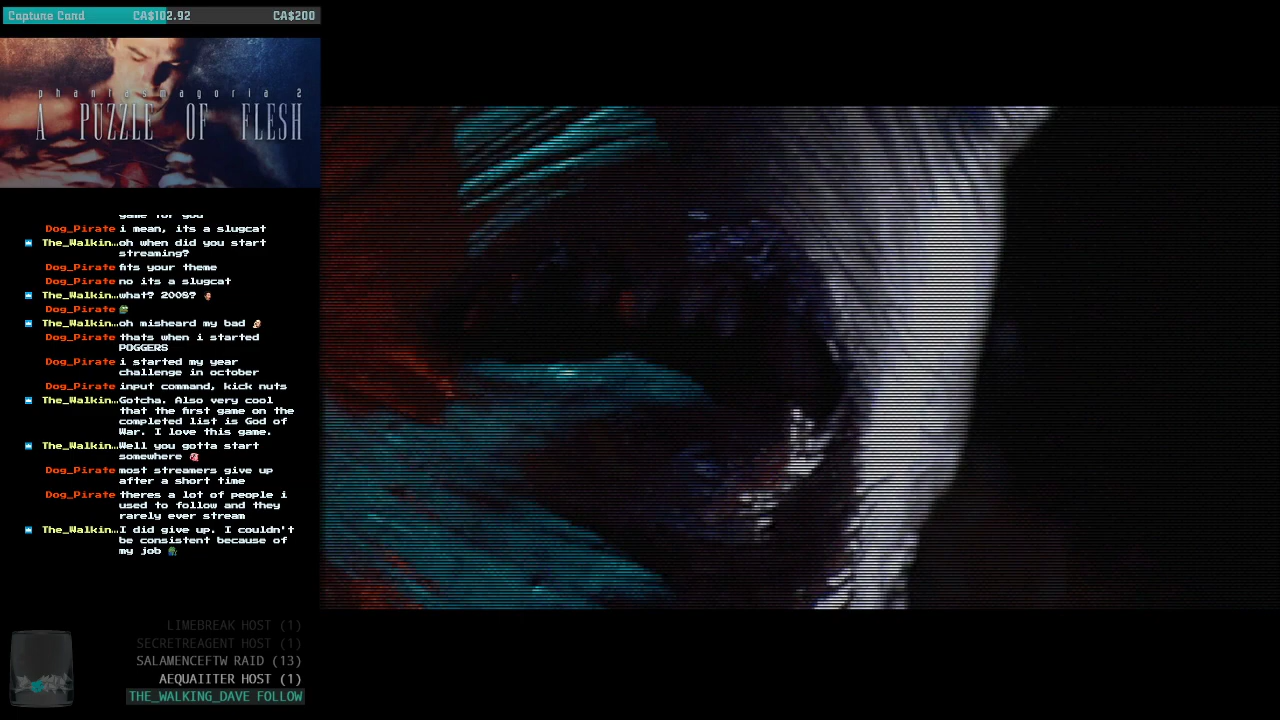 Capture Card CA$102.92 CA$200
phantasmagoria 2
A PUZZLE OF FLESH
game for you
Dog_Pirate i mean, its a slugcat
The_Walkin… oh when did you start
streaming?
Dog_Pirate fits your theme
Dog_Pirate no its a slugcat
The_Walkin… what? 2008?
Dog_Pirate
The_Walkin… oh misheard my bad
Dog_Pirate thats when i started
POGGERS
Dog_Pirate i started my year
challenge in october
Dog_Pirate input command, kick nuts
The_Walkin… Gotcha. Also very cool
that the first game on the
completed list is God of
War. I love this game.
The_Walkin… Well you gotta start
somewhere
Dog_Pirate most streamers give up
after a short time
Dog_Pirate theres a lot of people i
used to follow and they
rarely ever stream
The_Walkin… I did give up. I couldn't
be consistent because of
my job
LIMEBREAK HOST (1)
SECRETREAGENT HOST (1)
SALAMENCEFTW RAID (13)
AEQUAIITER HOST (1)
THE_WALKING_DAVE FOLLOW